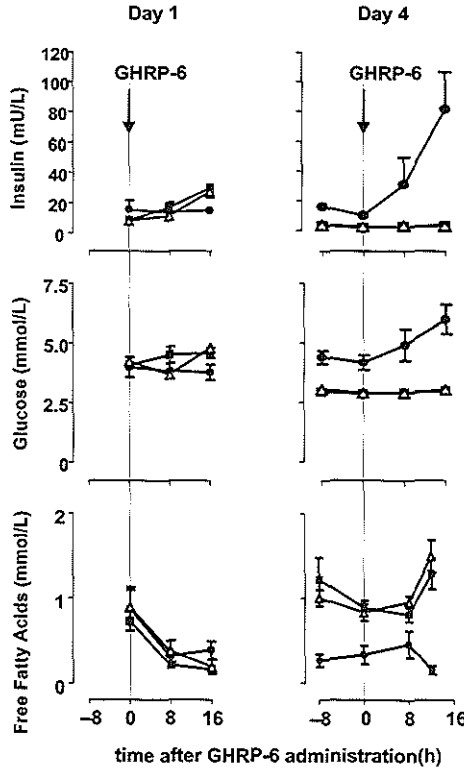 Day 1 Day 4
GHRP-6 GHRP-6
Insulin (mU/L)
120
100
80
60
40
20
0
Glucose (mmol/L)
7.5
5.0
2.5
0
Free Fatty Acids (mmol/L)
2
1
0
–8 0 8 16 –8 0 8 16
time after GHRP-6 administration(h)